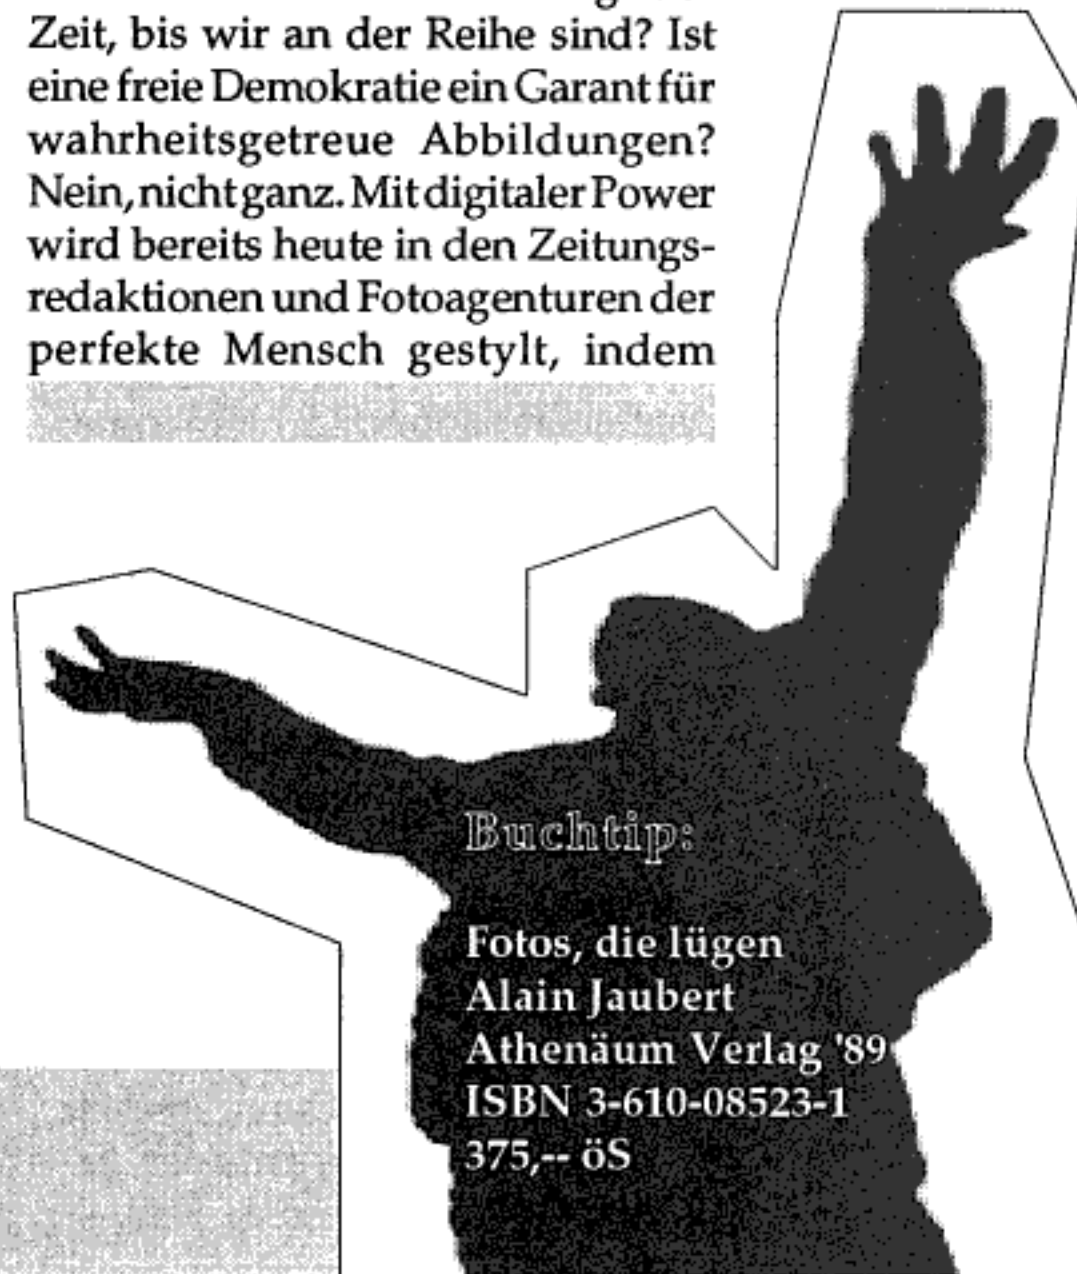 Zeit, bis wir an der Reihe sind? Ist
eine freie Demokratie ein Garant für
wahrheitsgetreue Abbildungen?
Nein, nicht ganz. Mit digitaler Power
wird bereits heute in den Zeitungs-
redaktionen und Fotoagenturen der
perfekte Mensch gestylt, indem
Buchtip:
Fotos, die lügen
Alain Jaubert
Athenäum Verlag '89
ISBN 3-610-08523-1
375,-- öS